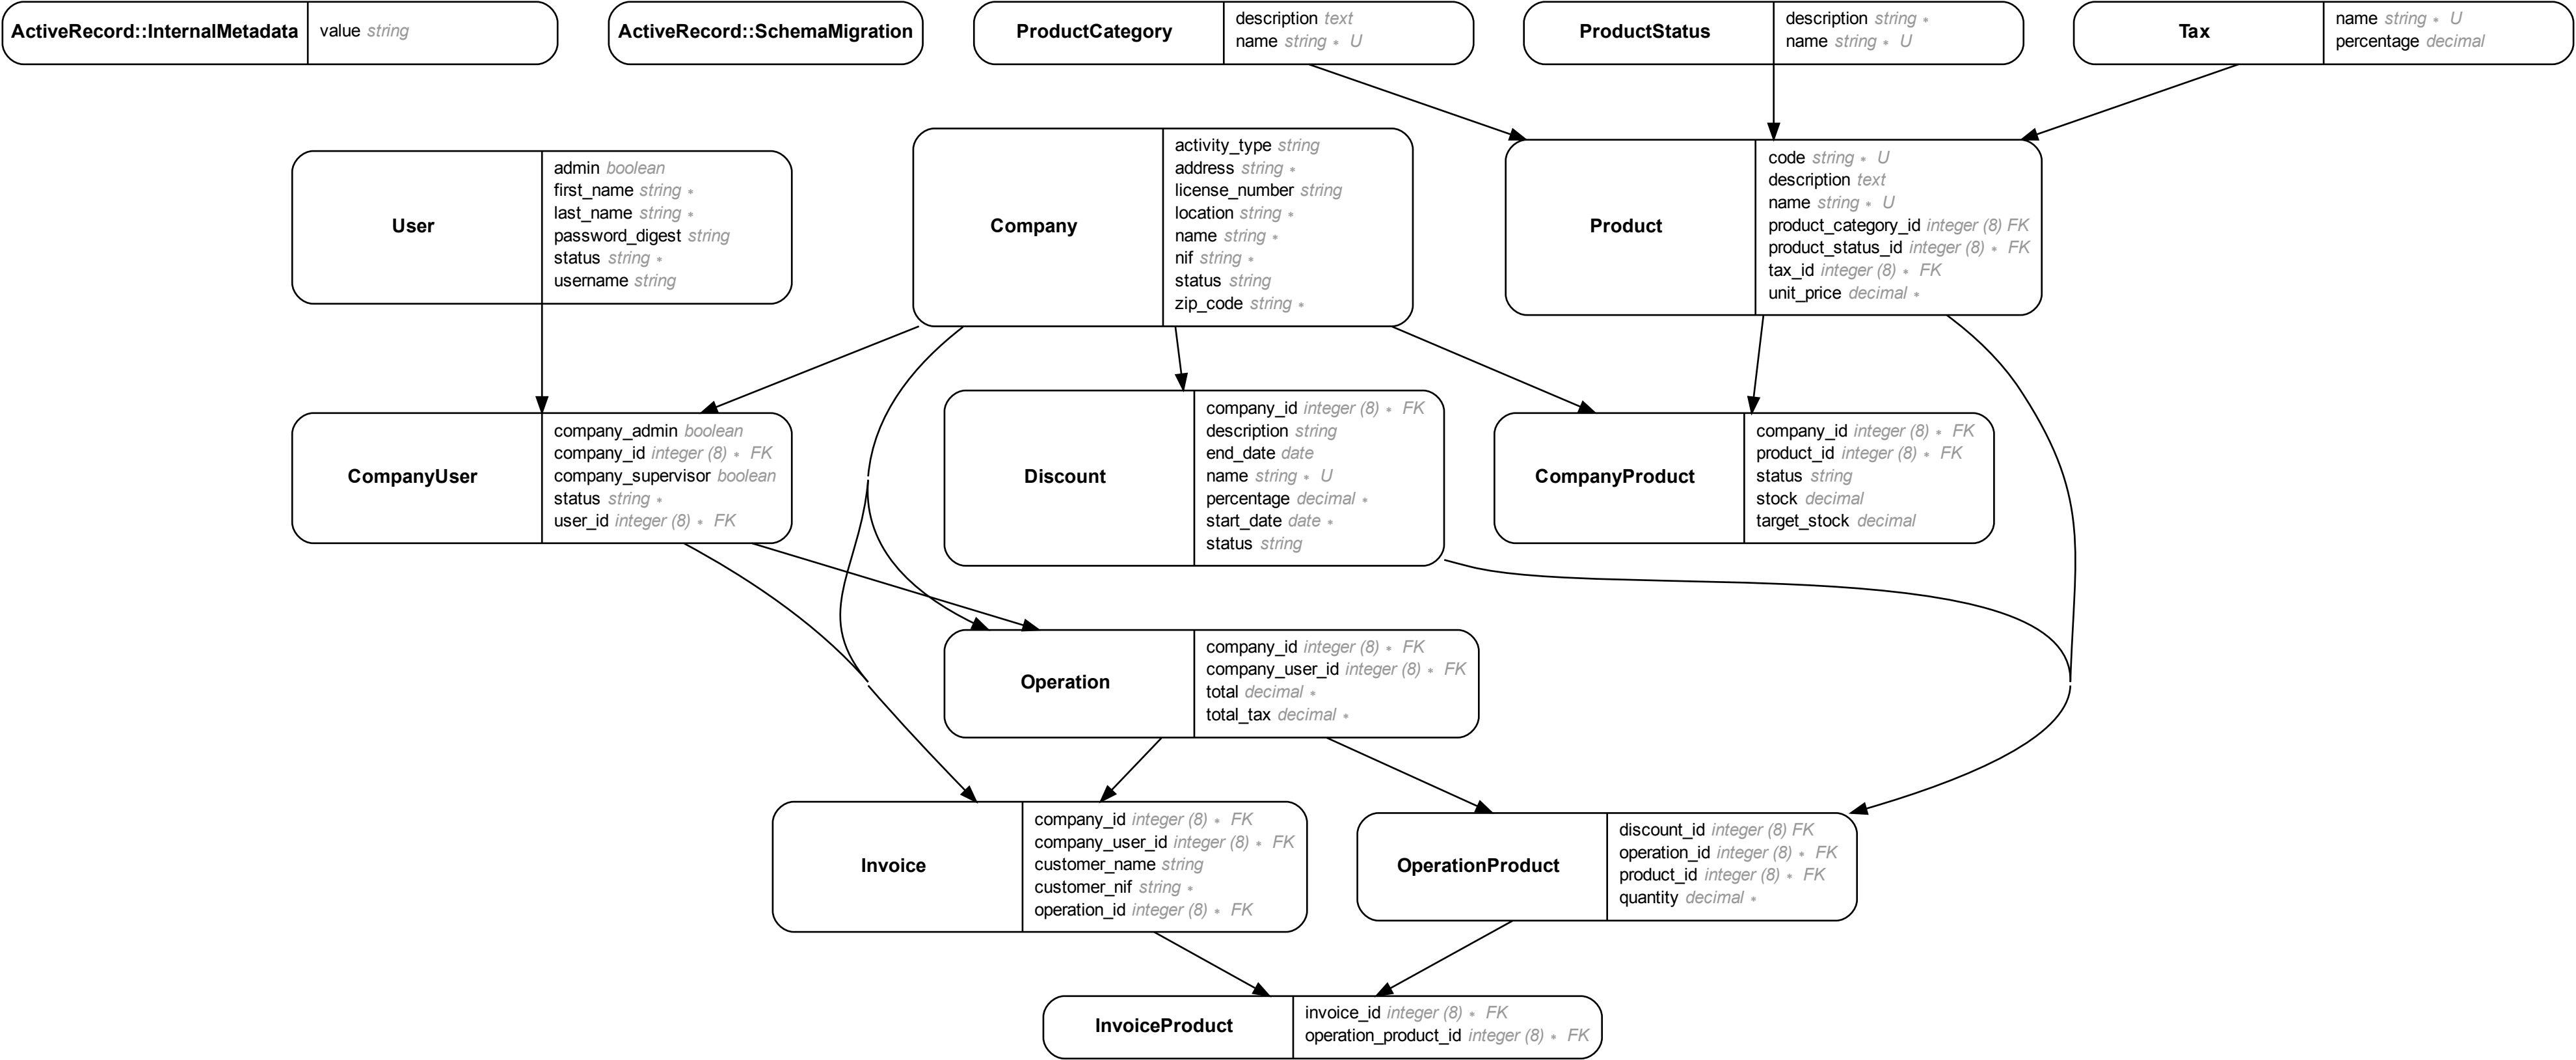 ActiveRecord::InternalMetadata
value string
ActiveRecord::SchemaMigration
ProductCategory
description text
name string * U
ProductStatus
description string *
name string * U
Tax
name string * U
percentage decimal
User
admin boolean
first_name string *
last_name string *
password_digest string
status string *
username string
Company
activity_type string
address string *
license_number string
location string *
name string *
nif string *
status string
zip_code string *
Product
code string * U
description text
name string * U
product_category_id integer (8) FK
product_status_id integer (8) * FK
tax_id integer (8) * FK
unit_price decimal *
CompanyUser
company_admin boolean
company_id integer (8) * FK
company_supervisor boolean
status string *
user_id integer (8) * FK
Discount
company_id integer (8) * FK
description string
end_date date
name string * U
percentage decimal *
start_date date *
status string
CompanyProduct
company_id integer (8) * FK
product_id integer (8) * FK
status string
stock decimal
target_stock decimal
Operation
company_id integer (8) * FK
company_user_id integer (8) * FK
total decimal *
total_tax decimal *
Invoice
company_id integer (8) * FK
company_user_id integer (8) * FK
customer_name string
customer_nif string *
operation_id integer (8) * FK
OperationProduct
discount_id integer (8) FK
operation_id integer (8) * FK
product_id integer (8) * FK
quantity decimal *
InvoiceProduct
invoice_id integer (8) * FK
operation_product_id integer (8) * FK